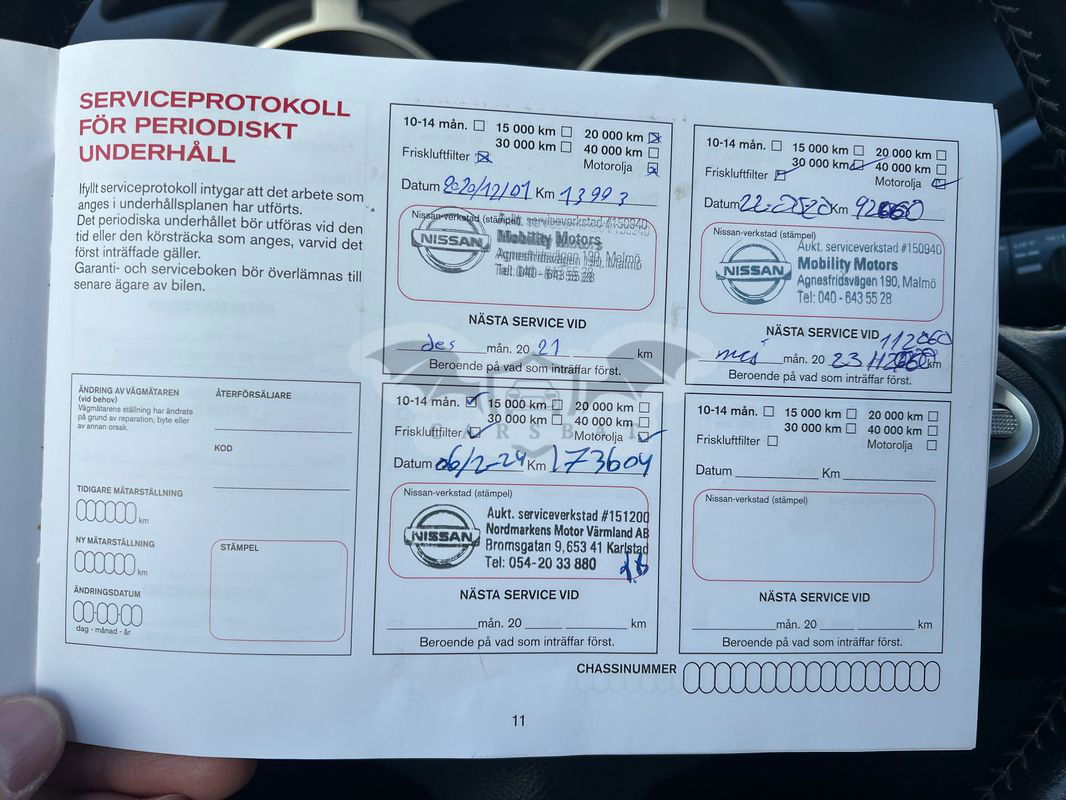 SERVICEPROTOKOLL
FÖR PERIODISKT
UNDERHÅLL
Ifyllt serviceprotokoll intygar att det arbete som
anges i underhållsplanen har utförts.
Det periodiska underhållet bör utföras vid den
tid eller den körsträcka som anges, varvid det
först inträffade gäller.
Garanti- och serviceboken bör överlämnas till
senare ägare av bilen.
ÄNDRING AV VÄGMÄTAREN
(vid behov)
Vägmätarens ställning har ändrats
på grund av reparation, byte eller
av annan orsak.
TIDIGARE MÄTARSTÄLLNING
km
NY MÄTARSTÄLLNING
km
ÄNDRINGSDATUM
dag - månad - år
ÅTERFÖRSÄLJARE
KOD
STÄMPEL
10-14 mån. 15 000 km 20 000 km
30 000 km 40 000 km
Friskluftfilter Motorolja
Datum 2020/12/01 Km 13993
Nissan-verkstad (stämpel)
NISSAN
Aukt. serviceverkstad #150940
Mobility Motors
Agnesfridsvägen 190, Malmö
Tel: 040 - 643 55 28
NÄSTA SERVICE VID
des mån. 20 21 km
Beroende på vad som inträffar först.
10-14 mån. 15 000 km 20 000 km
30 000 km 40 000 km
Friskluftfilter Motorolja
Datum Km
Nissan-verkstad (stämpel)
NISSAN
Aukt. serviceverkstad #150940
Mobility Motors
Agnesfridsvägen 190, Malmö
Tel: 040 - 643 55 28
NÄSTA SERVICE VID 112060
mån. 20 23 km
Beroende på vad som inträffar först.
10-14 mån. 15 000 km 20 000 km
30 000 km 40 000 km
Friskluftfilter Motorolja
Datum 06/2-24 Km 173604
Nissan-verkstad (stämpel)
NISSAN
Aukt. serviceverkstad #151200
Nordmarkens Motor Värmland AB
Bromsgatan 9, 653 41 Karlstad
Tel: 054-20 33 880
NÄSTA SERVICE VID
mån. 20 km
Beroende på vad som inträffar först.
10-14 mån. 15 000 km 20 000 km
30 000 km 40 000 km
Friskluftfilter Motorolja
Datum Km
Nissan-verkstad (stämpel)
NÄSTA SERVICE VID
mån. 20 km
Beroende på vad som inträffar först.
CHASSINUMMER
11
CARSBAT